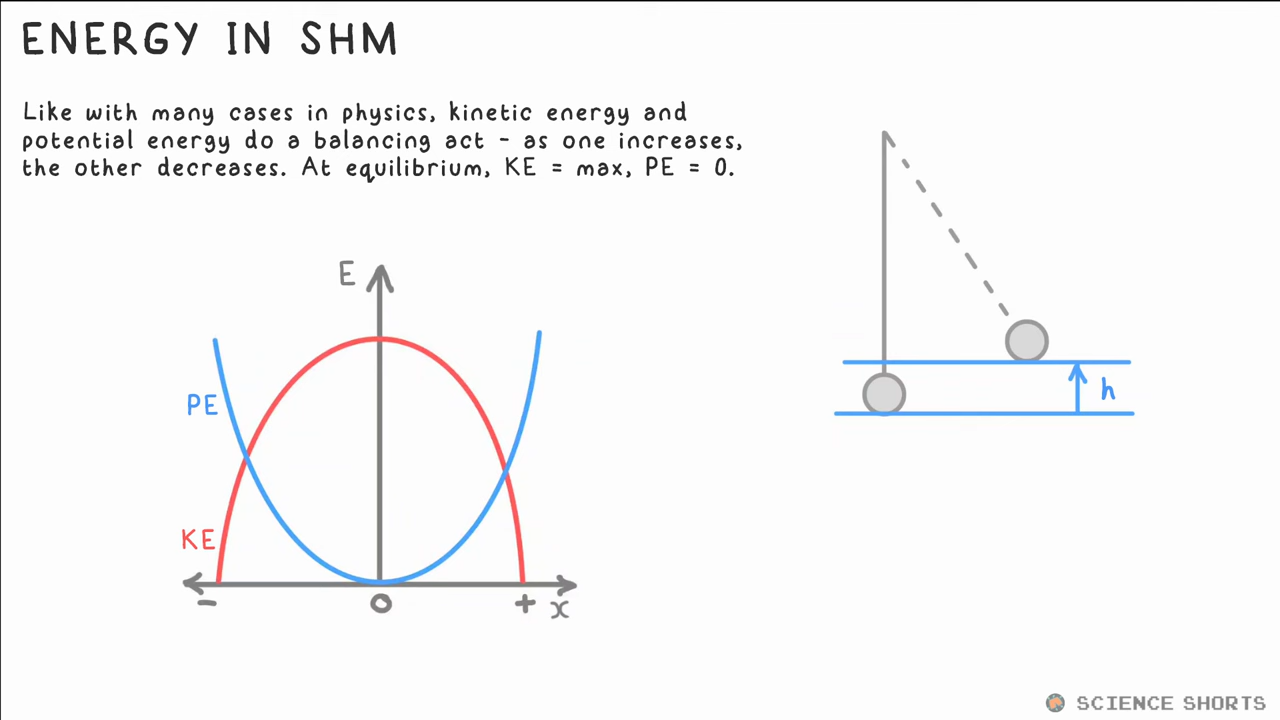 ENERGY IN SHM
Like with many cases in physics, kinetic energy and
potential energy do a balancing act - as one increases,
the other decreases. At equilibrium, KE = max, PE = 0.
E
PE
KE
- 0 + x
h
SCIENCE SHORTS